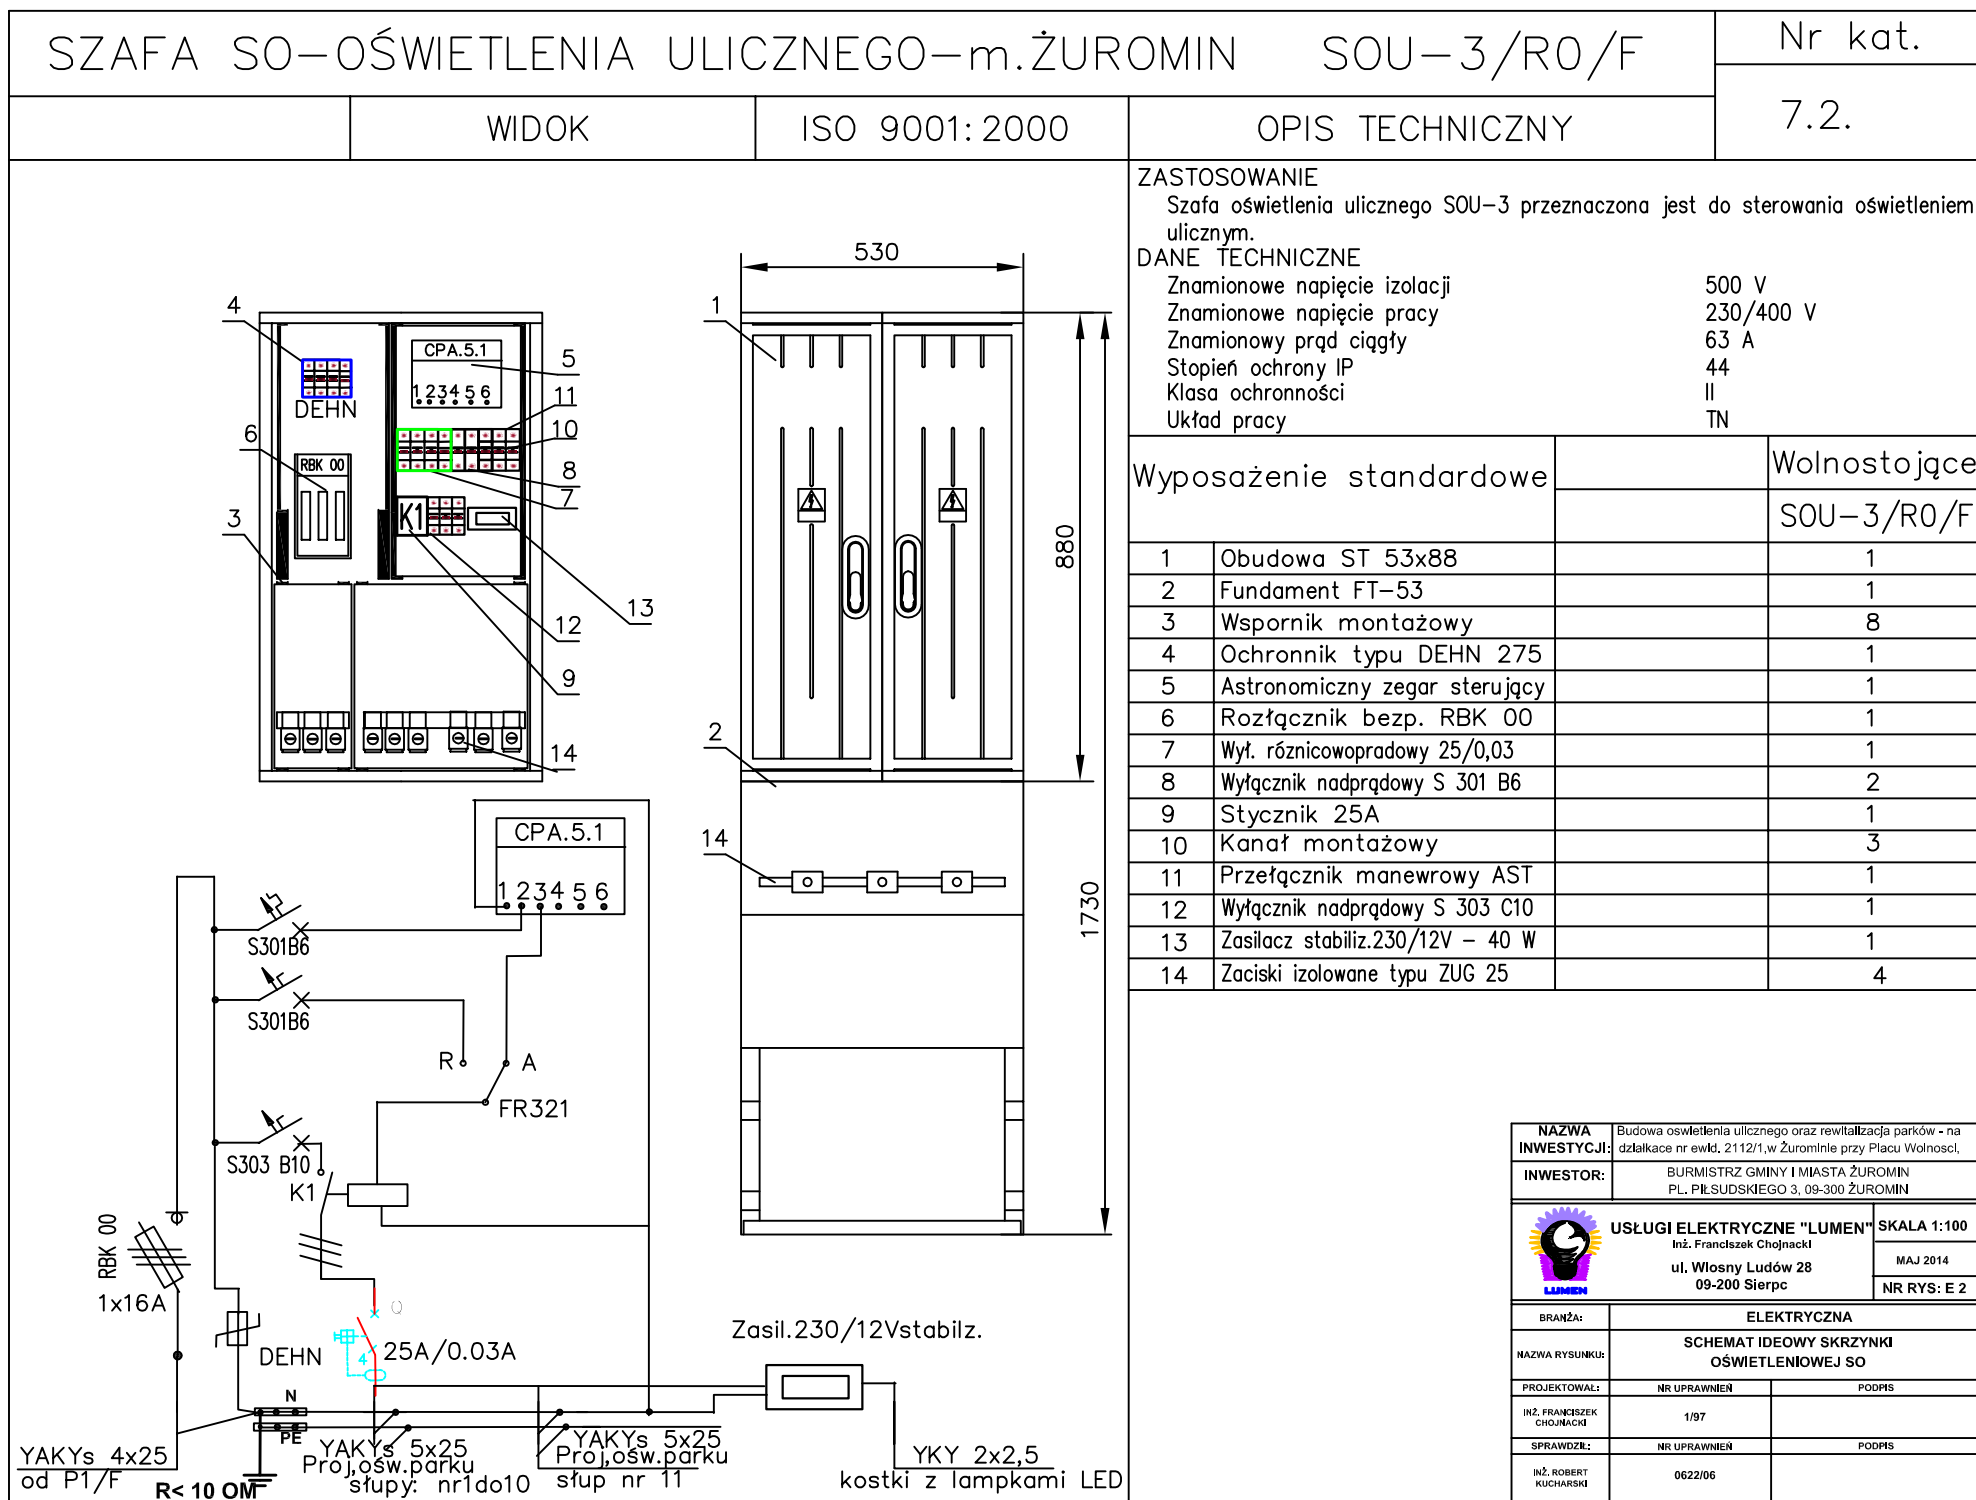 SZAFA SO-OŚWIETLENIA ULICZNEGO-m.ŻUROMIN SOU-3/R0/F
Nr kat.
7.2.
WIDOK
ISO 9001:2000
OPIS TECHNICZNY
ZASTOSOWANIE
Szafa oświetlenia ulicznego SOU-3 przeznaczona jest do sterowania oświetleniem
ulicznym.
DANE TECHNICZNE
Znamionowe napięcie izolacji 500 V
Znamionowe napięcie pracy 230/400 V
Znamionowy prąd ciągły 63 A
Stopień ochrony IP 44
Klasa ochronności II
Układ pracy TN
Wyposażenie standardowe
Wolnostojące
SOU-3/R0/F
1 Obudowa ST 53x88 1
2 Fundament FT-53 1
3 Wspornik montażowy 8
4 Ochronnik typu DEHN 275 1
5 Astronomiczny zegar sterujący 1
6 Rozłącznik bezp. RBK 00 1
7 Wył. róznicowopradowy 25/0,03 1
8 Wyłącznik nadprądowy S 301 B6 2
9 Stycznik 25A 1
10 Kanał montażowy 3
11 Przełącznik manewrowy AST 1
12 Wyłącznik nadprądowy S 303 C10 1
13 Zasilacz stabiliz.230/12V - 40 W 1
14 Zaciski izolowane typu ZUG 25 4
4
DEHN
6
RBK 00
3
CPA.5.1
1 2 3 4 5 6
5
11
10
8
7
K1
13
12
9
14
530
1
880
2
14
1730
CPA.5.1
1 2 3 4 5 6
S301B6
S301B6
R
A
FR321
S303 B10
K1
RBK 00
1x16A
DEHN
4
25A/0.03A
Zasil.230/12Vstabilz.
N
PE
YAKYs 4x25
od P1/F
R< 10 OM
YAKYs 5x25
Proj,ośw.parku
słupy: nr1do10
YAKYs 5x25
Proj,ośw.parku
słup nr 11
YKY 2x2,5
kostki z lampkami LED
NAZWA
INWESTYCJI:
Budowa oswietlenia ulicznego oraz rewitalizacja parków - na
działkace nr ewid. 2112/1,w Żurominie przy Placu Wolnosci,
INWESTOR:
BURMISTRZ GMINY I MIASTA ŻUROMIN
PL. PIŁSUDSKIEGO 3, 09-300 ŻUROMIN
LUMEN
USŁUGI ELEKTRYCZNE "LUMEN"
Inż. Franciszek Chojnacki
ul. Wiosny Ludów 28
09-200 Sierpc
SKALA 1:100
MAJ 2014
NR RYS: E 2
BRANŻA:
ELEKTRYCZNA
NAZWA RYSUNKU:
SCHEMAT IDEOWY SKRZYNKI
OŚWIETLENIOWEJ SO
PROJEKTOWAŁ:
NR UPRAWNIEŃ
PODPIS
INŻ. FRANCISZEK
CHOJNACKI
1/97
SPRAWDZIŁ:
NR UPRAWNIEŃ
PODPIS
INŻ. ROBERT
KUCHARSKI
0622/06